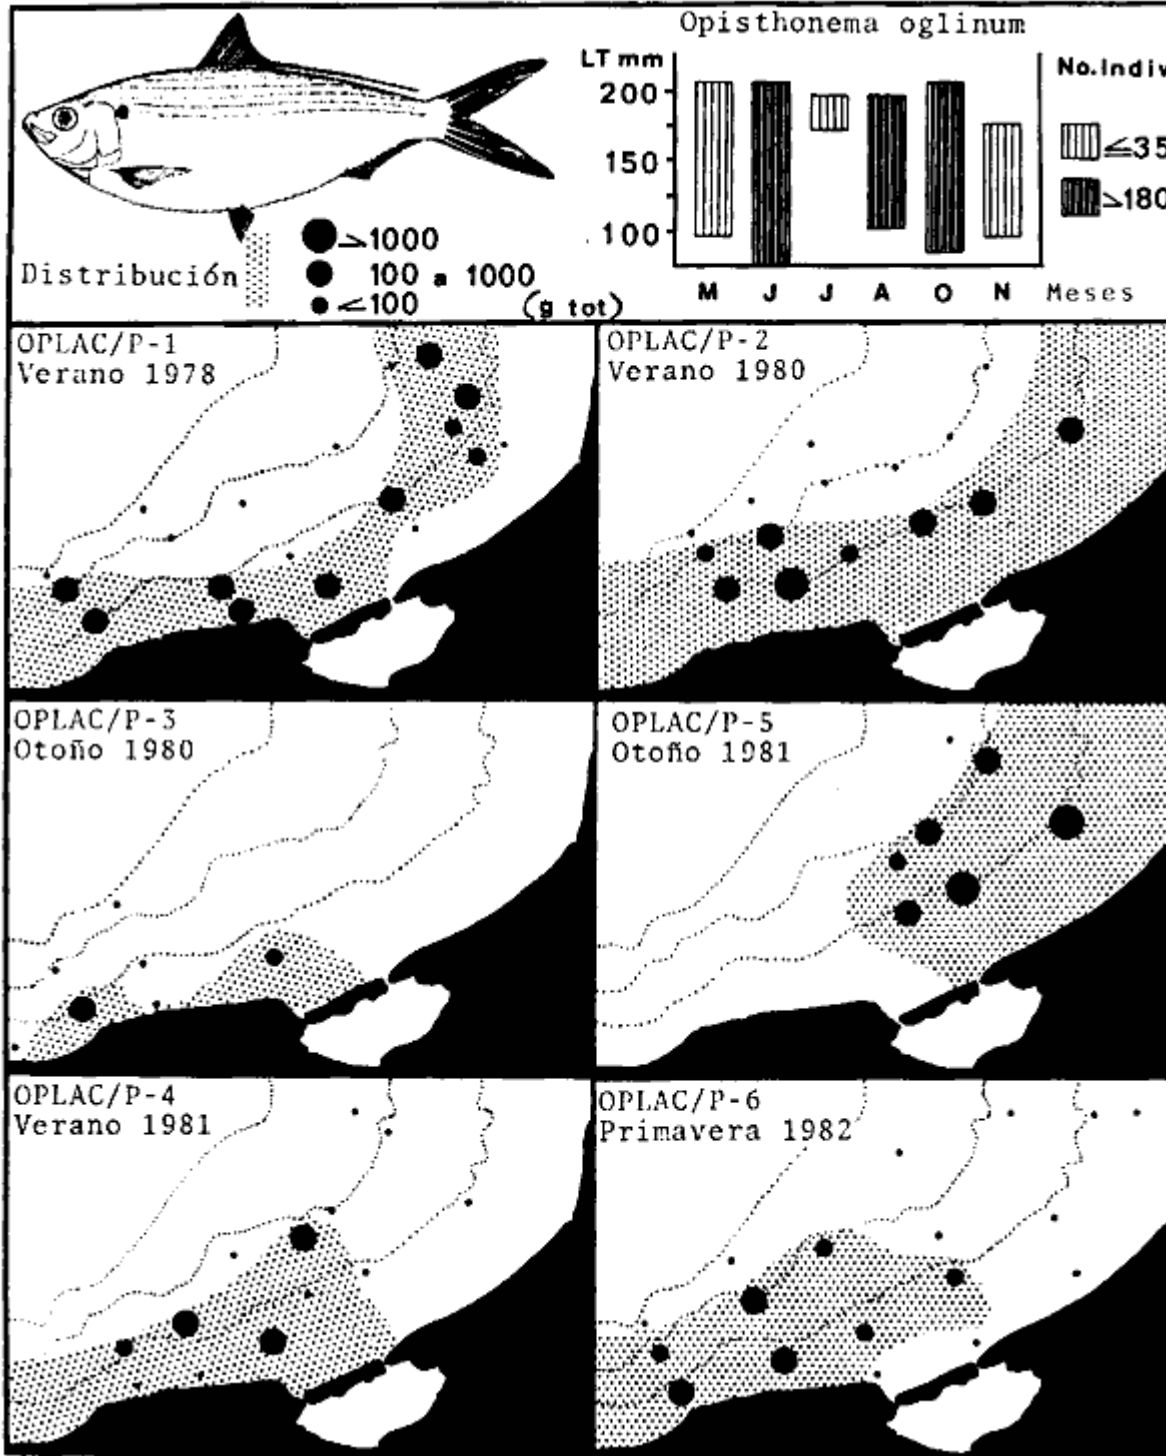 Opisthonema oglinum
LT mm
200
150
100
M J J A O N Meses
No. Indiv
≤35
>180
Distribución
>1000
100 a 1000
<100
(g tot)
OPLAC/P-1
Verano 1978
OPLAC/P-2
Verano 1980
OPLAC/P-3
Otoño 1980
OPLAC/P-5
Otoño 1981
OPLAC/P-4
Verano 1981
OPLAC/P-6
Primavera 1982